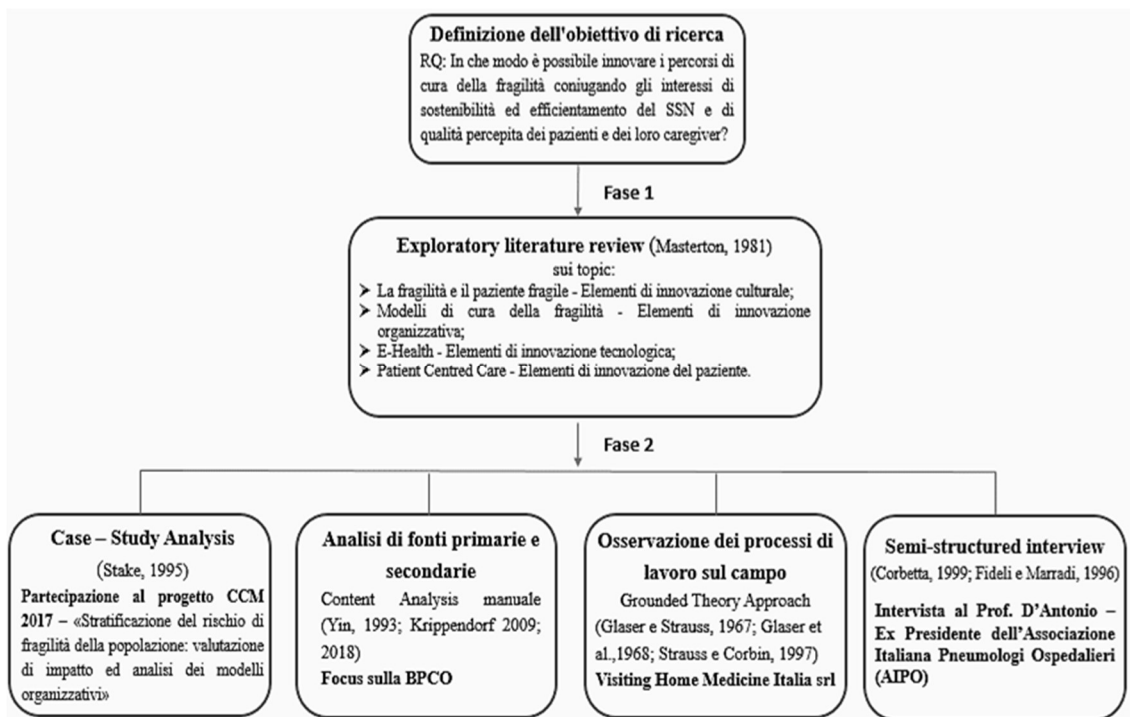 Definizione dell'obiettivo di ricerca
RQ: In che modo è possibile innovare i percorsi di
cura della fragilità coniugando gli interessi di
sostenibilità ed efficientamento del SSN e di
qualità percepita dei pazienti e dei loro caregiver?
Fase 1
Exploratory literature review (Masterton, 1981)
sui topic:
➤ La fragilità e il paziente fragile - Elementi di innovazione culturale;
➤ Modelli di cura della fragilità - Elementi di innovazione
organizzativa;
➤ E-Health - Elementi di innovazione tecnologica;
➤ Patient Centred Care - Elementi di innovazione del paziente.
Fase 2
Case – Study Analysis
(Stake, 1995)
Partecipazione al progetto CCM
2017 – «Stratificazione del rischio di
fragilità della popolazione: valutazione
di impatto ed analisi dei modelli
organizzativi»
Analisi di fonti primarie e
secondarie
Content Analysis manuale
(Yin, 1993; Krippendorf 2009;
2018)
Focus sulla BPCO
Osservazione dei processi di
lavoro sul campo
Grounded Theory Approach
(Glaser e Strauss, 1967; Glaser et
al.,1968; Strauss e Corbin, 1997)
Visiting Home Medicine Italia srl
Semi-structured interview
(Corbetta, 1999; Fideli e Marradi, 1996)
Intervista al Prof. D’Antonio –
Ex Presidente dell’Associazione
Italiana Pneumologi Ospedalieri
(AIPO)